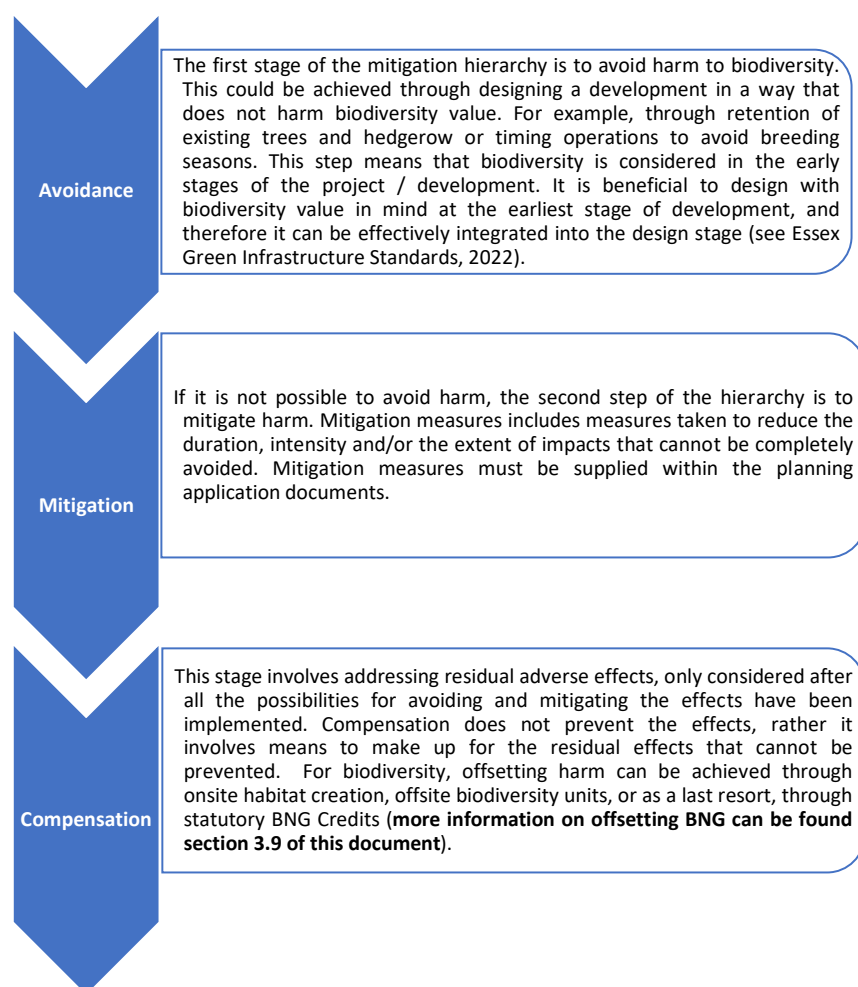 Avoidance
The first stage of the mitigation hierarchy is to avoid harm to biodiversity.
This could be achieved through designing a development in a way that
does not harm biodiversity value. For example, through retention of
existing trees and hedgerow or timing operations to avoid breeding
seasons. This step means that biodiversity is considered in the early
stages of the project / development. It is beneficial to design with
biodiversity value in mind at the earliest stage of development, and
therefore it can be effectively integrated into the design stage (see Essex
Green Infrastructure Standards, 2022).
Mitigation
If it is not possible to avoid harm, the second step of the hierarchy is to
mitigate harm. Mitigation measures includes measures taken to reduce the
duration, intensity and/or the extent of impacts that cannot be completely
avoided. Mitigation measures must be supplied within the planning
application documents.
Compensation
This stage involves addressing residual adverse effects, only considered after
all the possibilities for avoiding and mitigating the effects have been
implemented. Compensation does not prevent the effects, rather it
involves means to make up for the residual effects that cannot be
prevented. For biodiversity, offsetting harm can be achieved through
onsite habitat creation, offsite biodiversity units, or as a last resort, through
statutory BNG Credits (more information on offsetting BNG can be found
section 3.9 of this document).